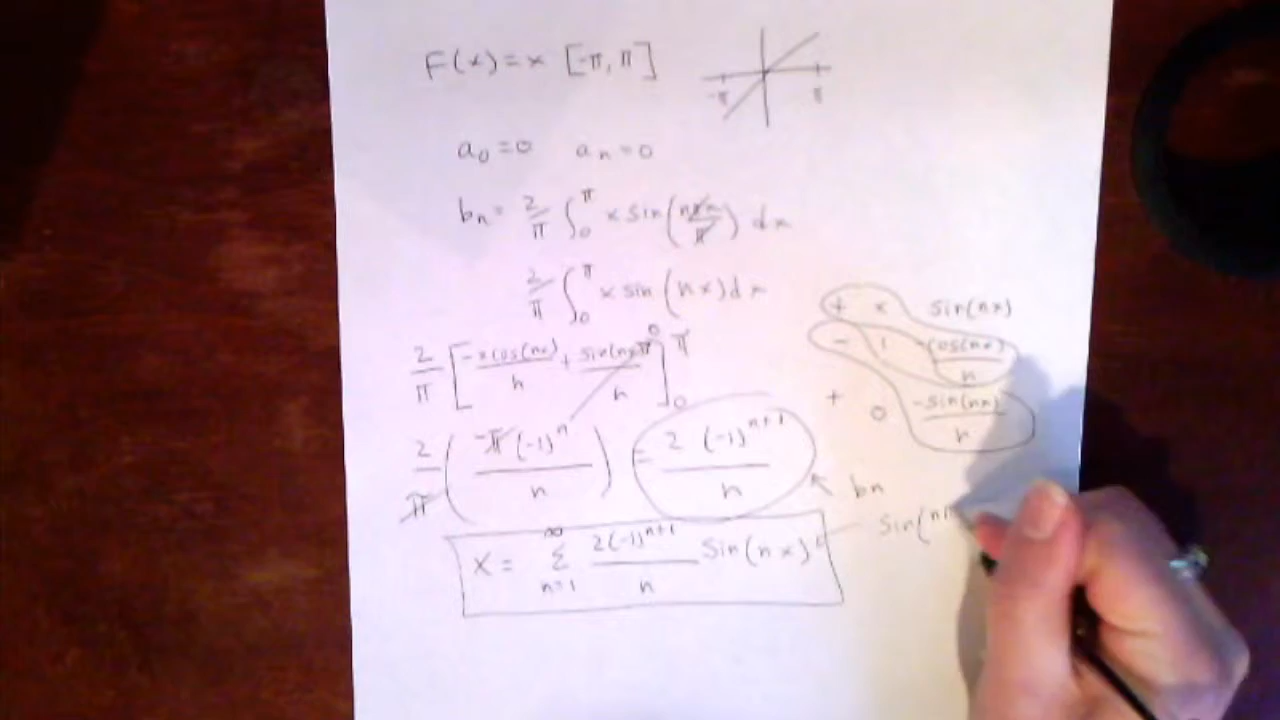 F(x) = x [-π, π]
-π π
a₀ = 0 aₙ = 0
bₙ = 2/π ∫₀^π x sin(nπx/π) dx
2/π ∫₀^π x sin(nx) dx
+ x sin(nx)
- 1 -cos(nx)/n
+ 0 -sin(nx)/n
2/π [-x cos(nx)/n + sin(nx)/n]₀^π 0
2/π (-π(-1)ⁿ/n) = 2(-1)ⁿ⁺¹/n
bₙ
x = ∑_{n=1}^∞ 2(-1)ⁿ⁺¹/n sin(nx)
sin(n